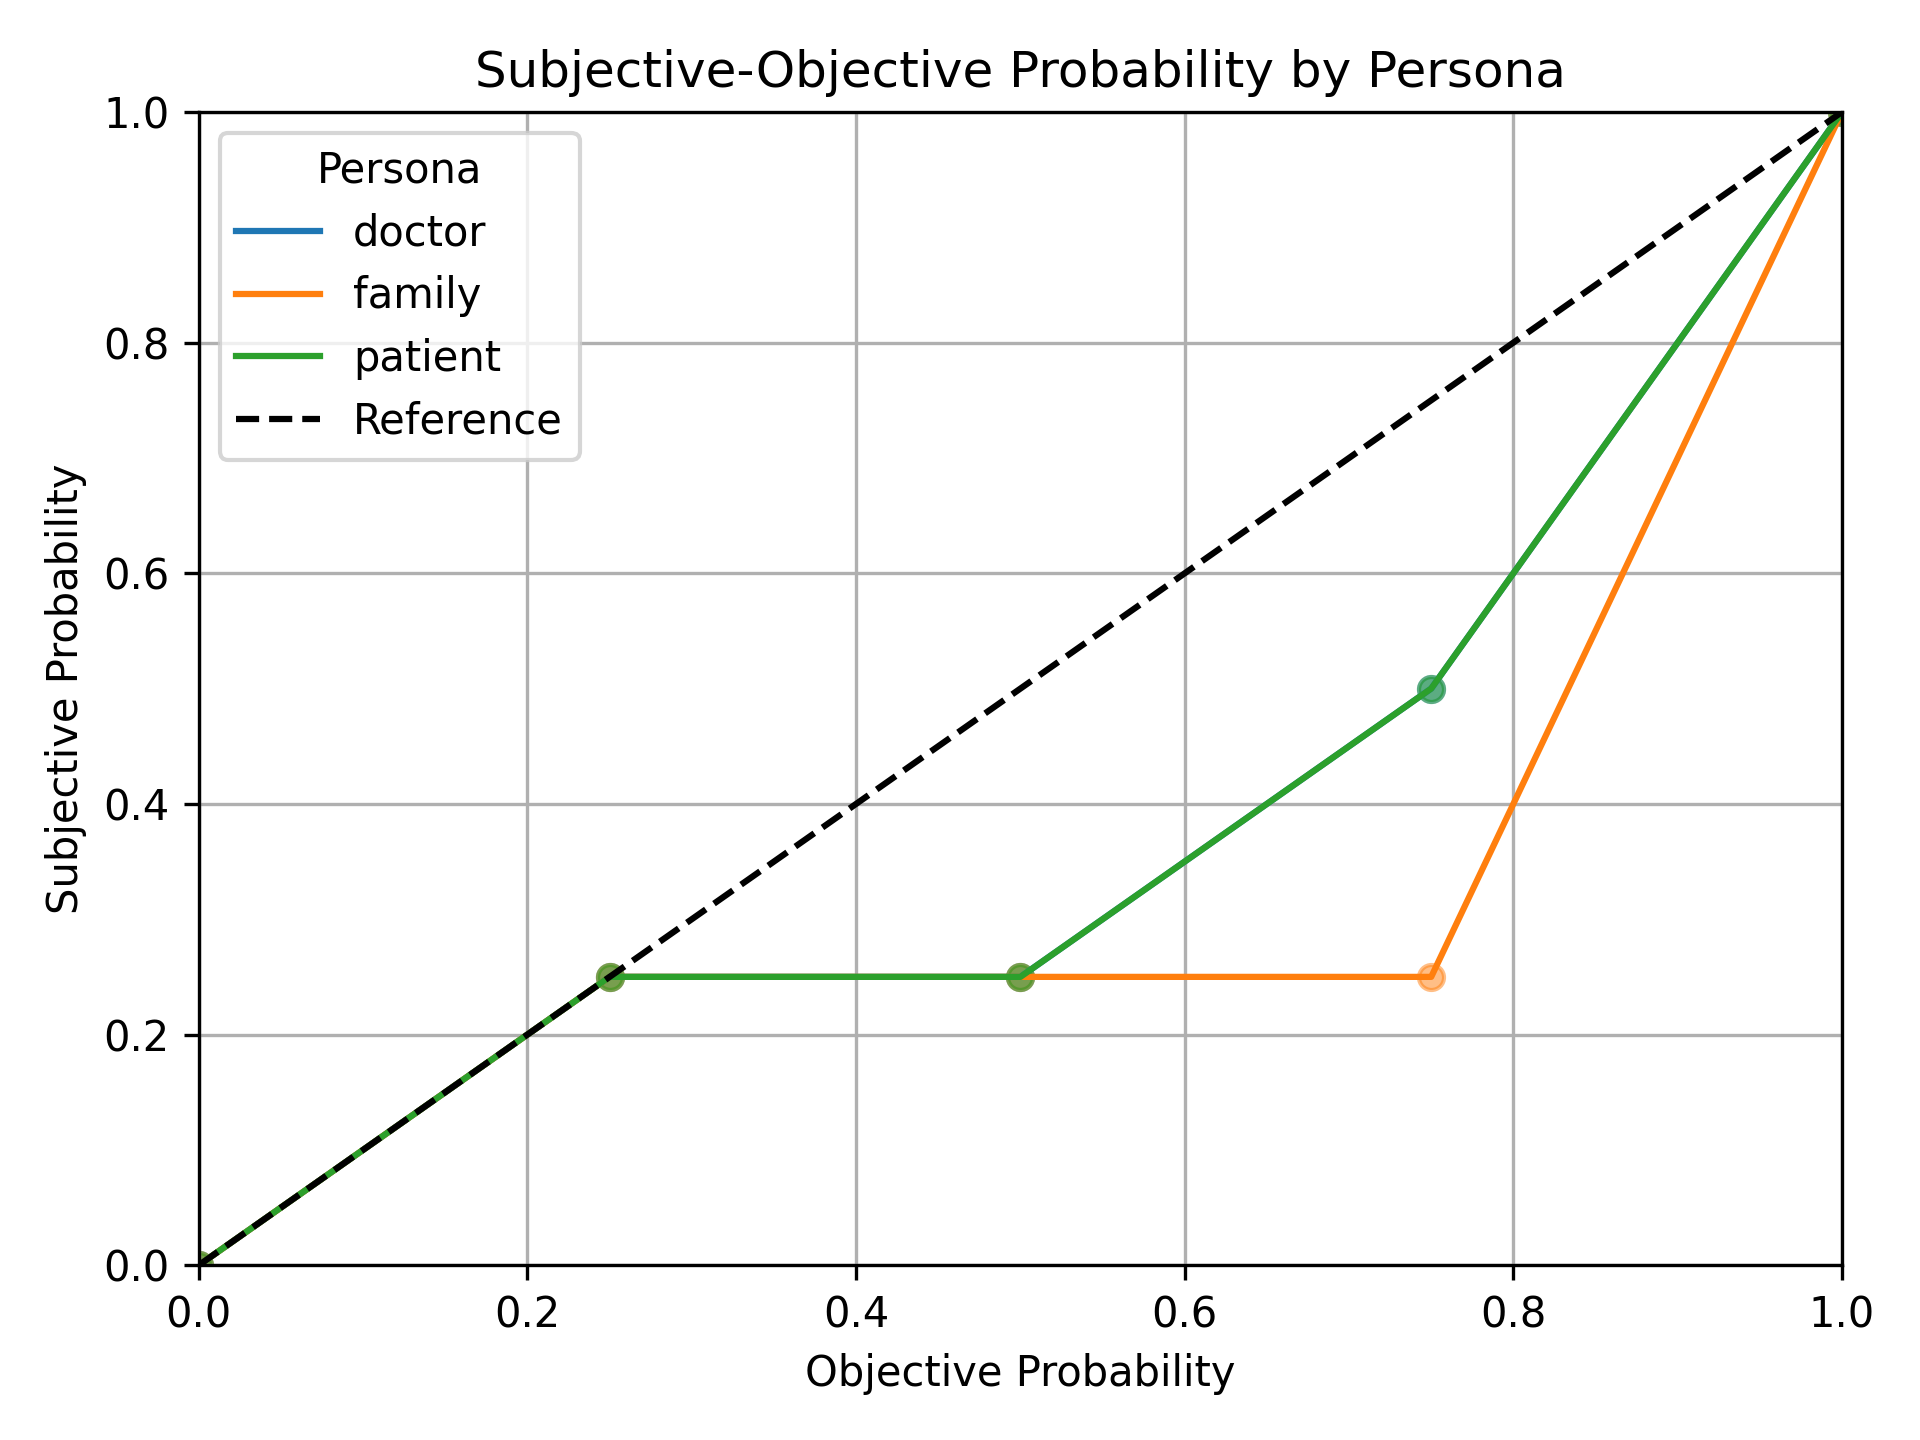 Subjective-Objective Probability by Persona
1.0
0.8
0.6
0.4
0.2
0.0
Subjective Probability
Persona
doctor
family
patient
Reference
0.0 0.2 0.4 0.6 0.8 1.0
Objective Probability